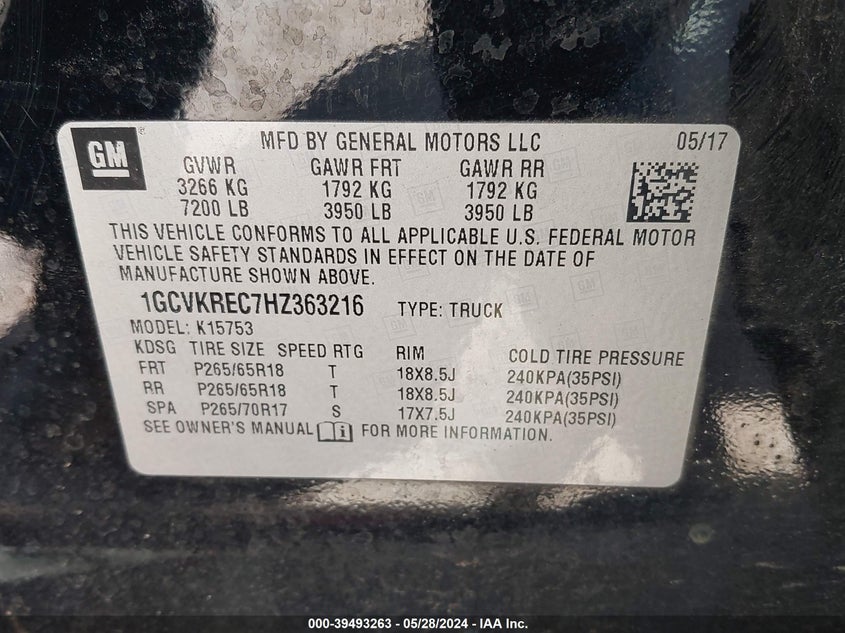 GM
MFD BY GENERAL MOTORS LLC 05/17
GVWR GAWR FRT GAWR RR
3266 KG 1792 KG 1792 KG
7200 LB 3950 LB 3950 LB
THIS VEHICLE CONFORMS TO ALL APPLICABLE U.S. FEDERAL MOTOR
VEHICLE SAFETY STANDARDS IN EFFECT ON THE DATE OF
MANUFACTURE SHOWN ABOVE.
1GCVKREC7HZ363216 TYPE: TRUCK
MODEL: K15753
KDSG TIRE SIZE SPEED RTG RIM COLD TIRE PRESSURE
FRT P265/65R18 T 18X8.5J 240KPA(35PSI)
RR P265/65R18 T 18X8.5J 240KPA(35PSI)
SPA P265/70R17 S 17X7.5J 240KPA(35PSI)
SEE OWNER'S MANUAL FOR MORE INFORMATION.
000-39493263 - 05/28/2024 - IAA Inc.